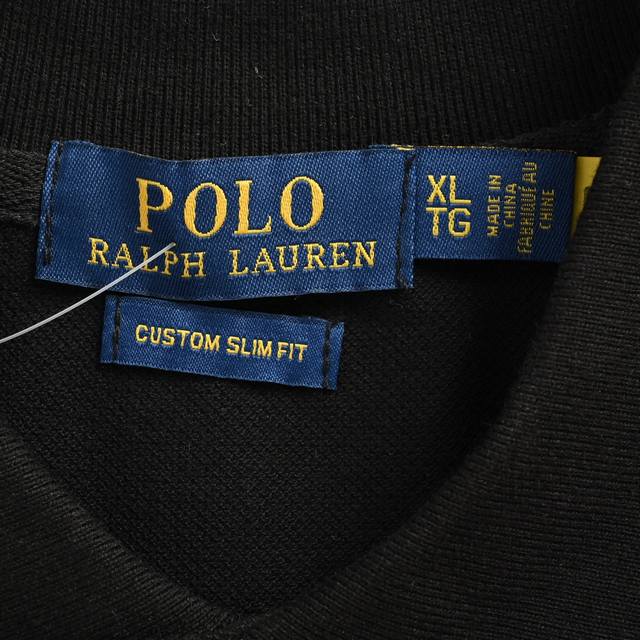 POLO
RALPH LAUREN
CUSTOM SLIM FIT
XL
TG
MADE IN
CHINA
FABRIQUÉ AU
CHINE